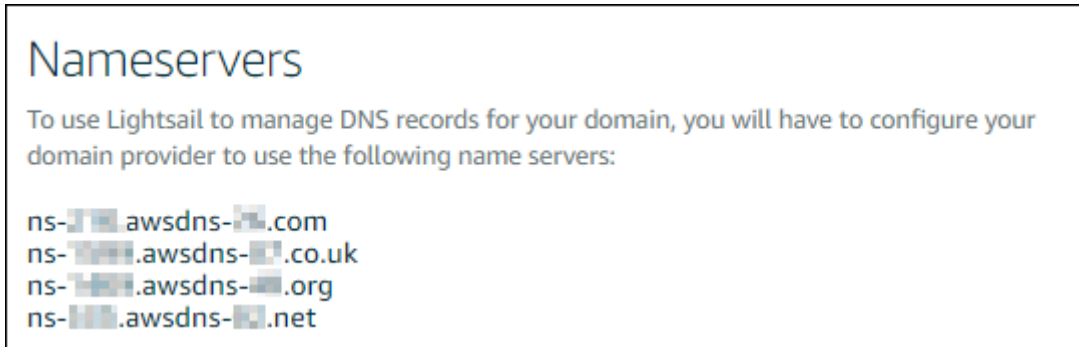 Nameservers
To use Lightsail to manage DNS records for your domain, you will have to configure your
domain provider to use the following name servers:
ns- .awsdns- .com
ns- .awsdns- .co.uk
ns- .awsdns- .org
ns- .awsdns- .net